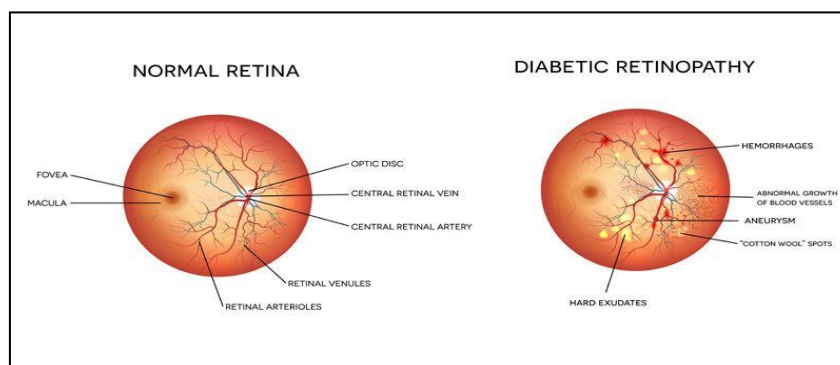 NORMAL RETINA
FOVEA
MACULA
OPTIC DISC
CENTRAL RETINAL VEIN
CENTRAL RETINAL ARTERY
RETINAL VENULES
RETINAL ARTERIOLES
DIABETIC RETINOPATHY
HEMORRHAGES
ABNORMAL GROWTH
OF BLOOD VESSELS
ANEURYSM
"COTTON WOOL" SPOTS
HARD EXUDATES